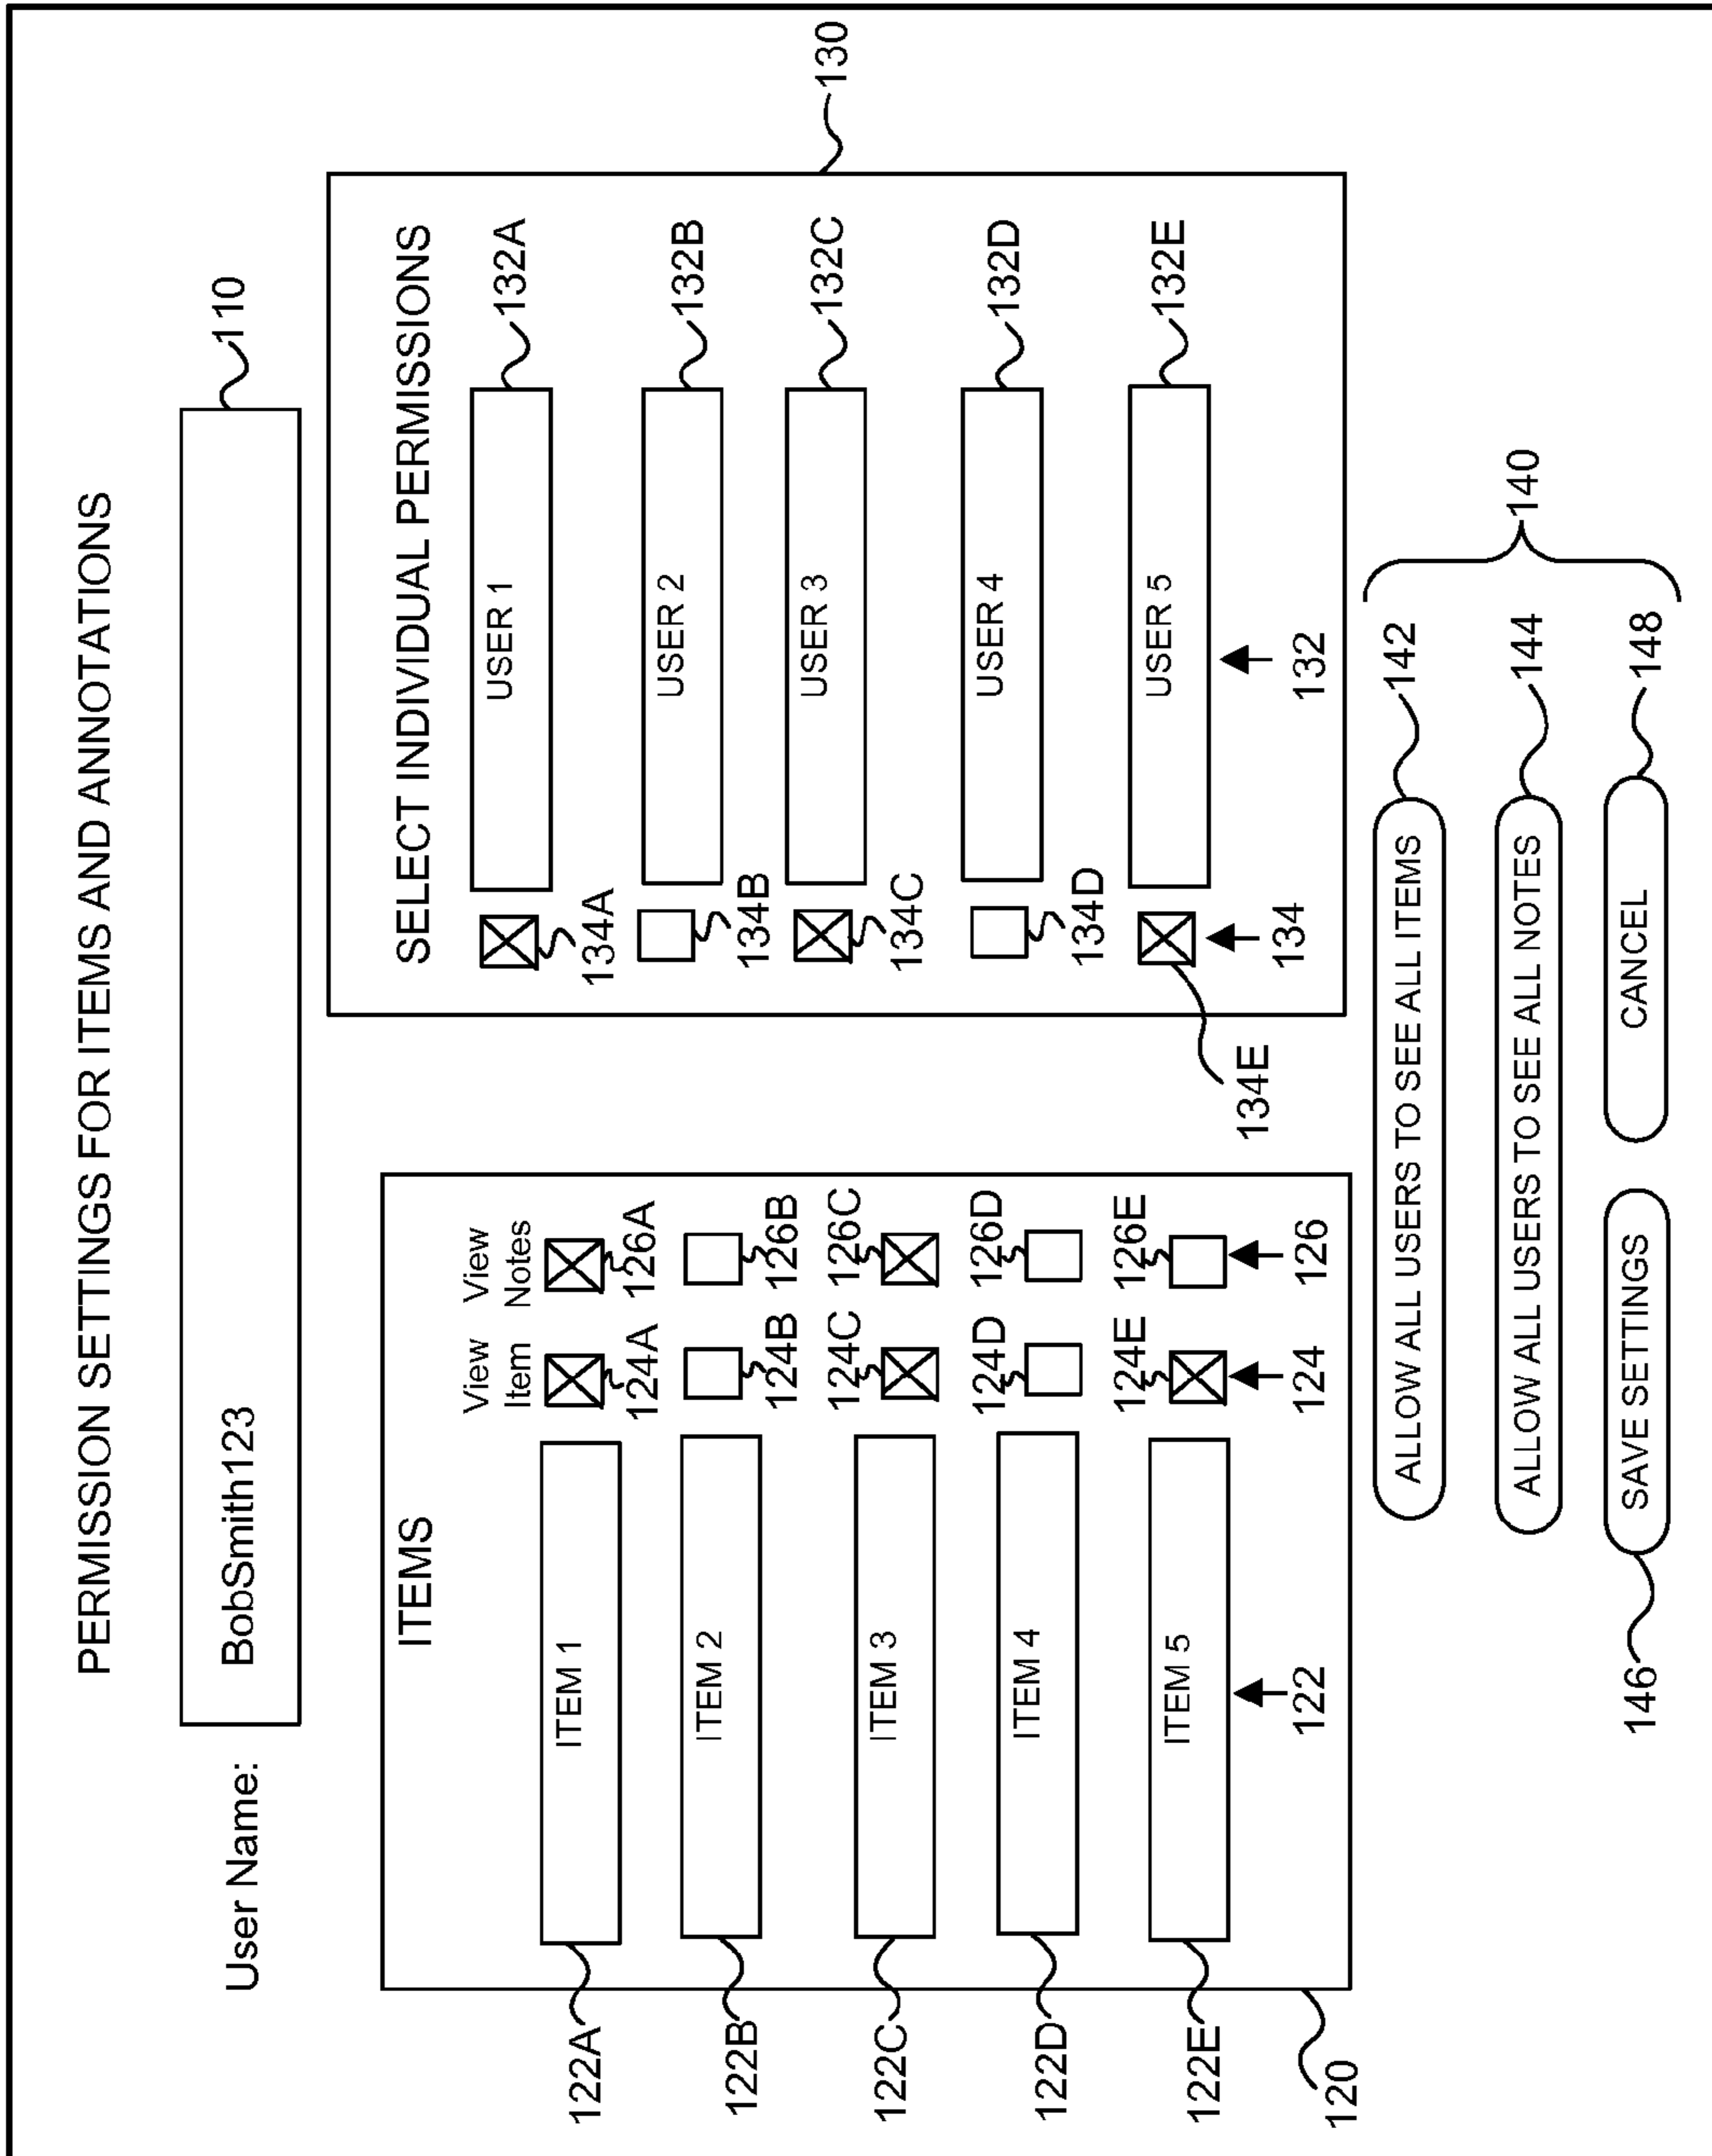 PERMISSION SETTINGS FOR ITEMS AND ANNOTATIONS
User Name:
BobSmith123
110
ITEMS
View Item
View Notes
122A
ITEM 1
124A
126A
122B
ITEM 2
124B
126B
122C
ITEM 3
124C
126C
122D
ITEM 4
124D
126D
122E
ITEM 5
124E
126E
122
124
126
120
SELECT INDIVIDUAL PERMISSIONS
130
134A
USER 1
132A
134B
USER 2
132B
134C
USER 3
132C
134D
USER 4
132D
134E
USER 5
132E
134
132
ALLOW ALL USERS TO SEE ALL ITEMS
142
ALLOW ALL USERS TO SEE ALL NOTES
144
140
146
SAVE SETTINGS
CANCEL
148